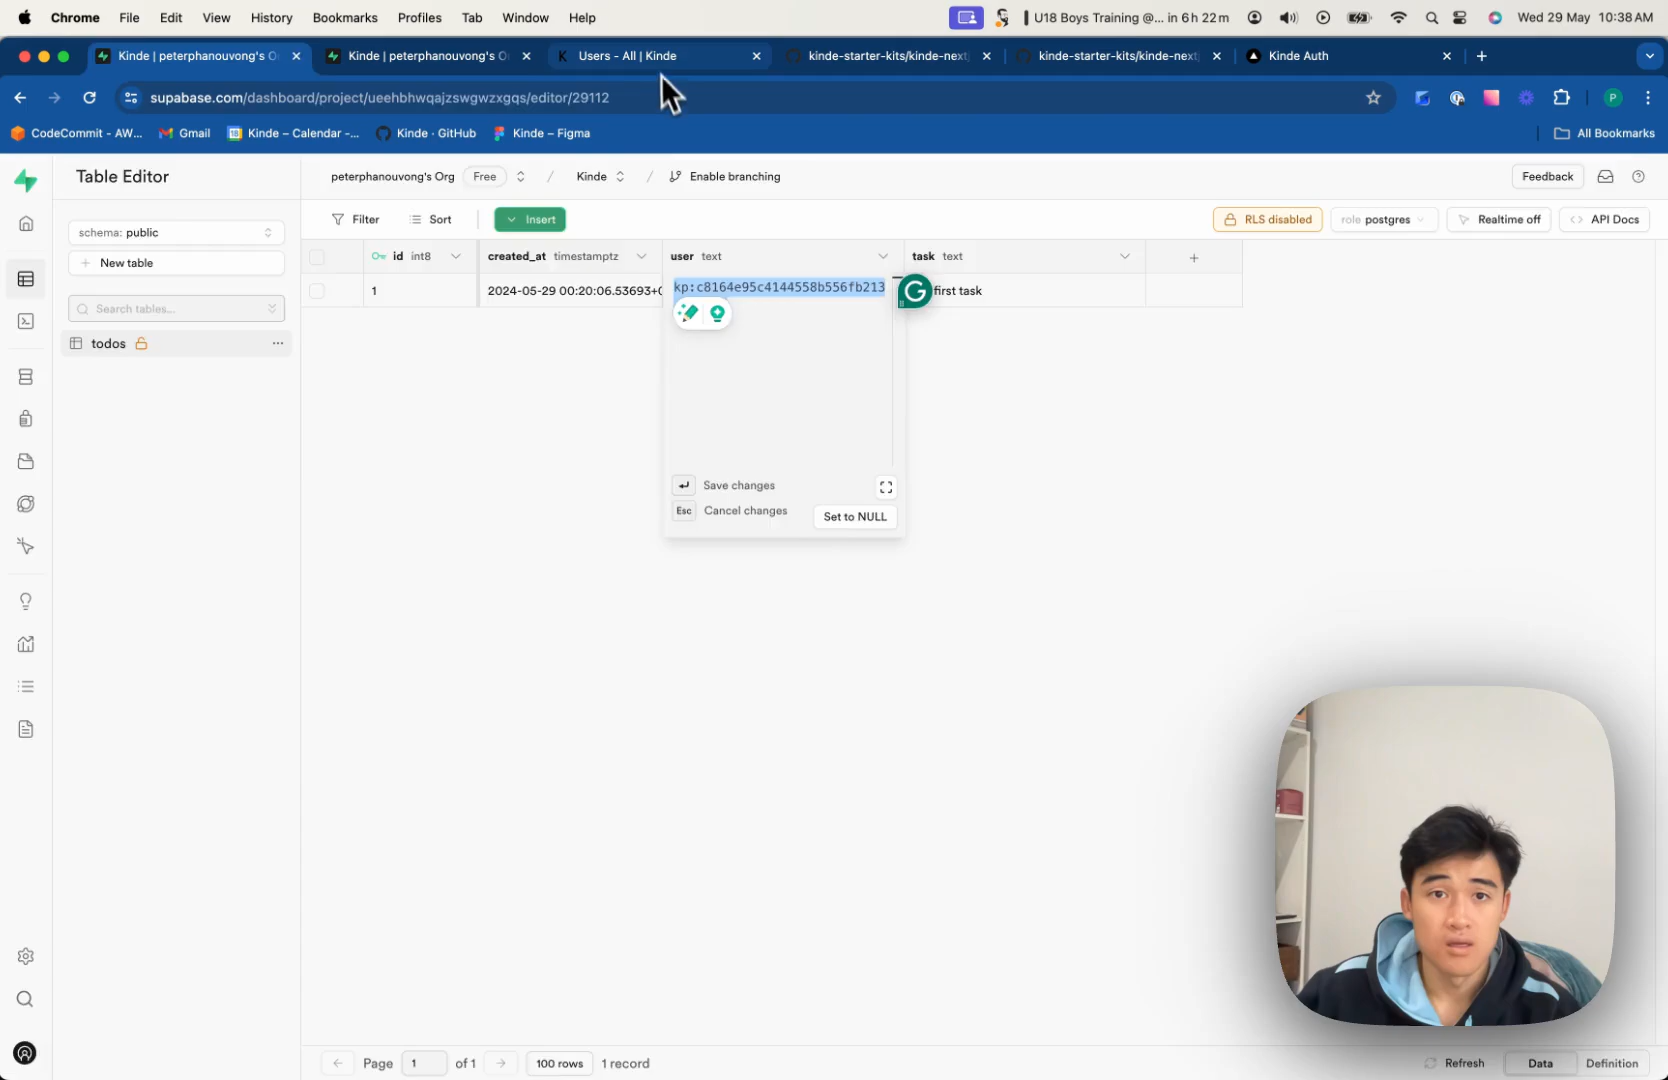 Chrome File Edit View History Bookmarks Profiles Tab Window Help U18 Boys Training @... in 6 h 22 m Wed 29 May 10:38 AM
Kinde | peterphanouvong's O Kinde | peterphanouvong's O Users - All | Kinde kinde-starter-kits/kinde-next kinde-starter-kits/kinde-next Kinde Auth
supabase.com/dashboard/project/ueehbhwqajzswgwzxgqs/editor/29112
CodeCommit - AW... Gmail Kinde – Calendar -... Kinde · GitHub Kinde – Figma All Bookmarks
Table Editor peterphanouvong's Org Free / Kinde / Enable branching Feedback
schema: public Filter Sort Insert RLS disabled role postgres Realtime off API Docs
New table id int8 created_at timestamptz user text task text
1 2024-05-29 00:20:06.53693+0 kp:c8164e95c4144558b556fb213 first task
Search tables...
todos
Save changes
Esc Cancel changes Set to NULL
Page 1 of 1 100 rows 1 record Refresh Data Definition